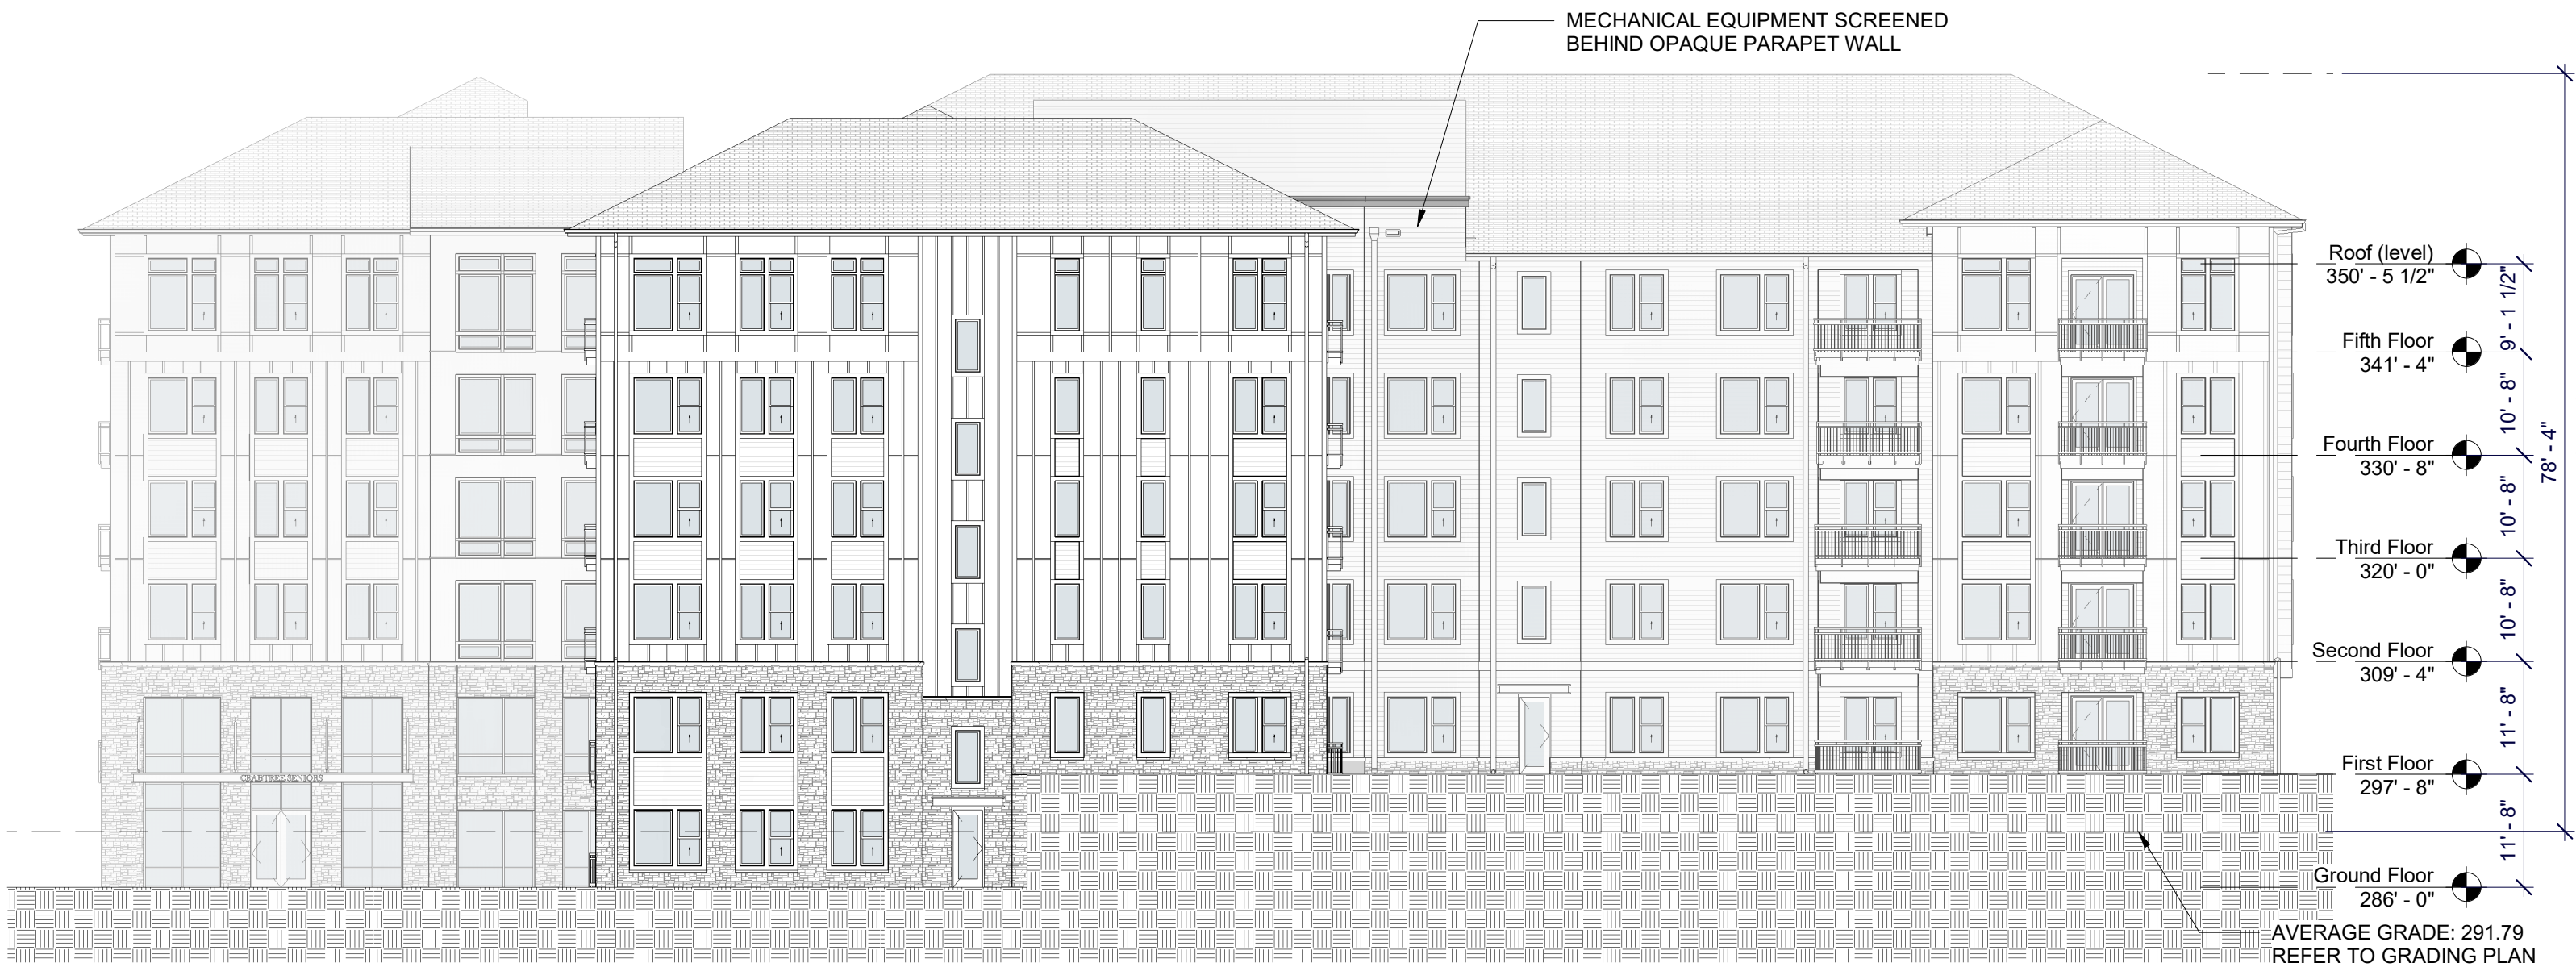 MECHANICAL EQUIPMENT SCREENED
BEHIND OPAQUE PARAPET WALL
Roof (level)
350' - 5 1/2"
9' - 1 1/2"
Fifth Floor
341' - 4"
10' - 8"
78' - 4"
Fourth Floor
330' - 8"
10' - 8"
Third Floor
320' - 0"
10' - 8"
Second Floor
309' - 4"
11' - 8"
First Floor
297' - 8"
CRABTREE SENIORS
11' - 8"
Ground Floor
286' - 0"
AVERAGE GRADE: 291.79
REFER TO GRADING PLAN